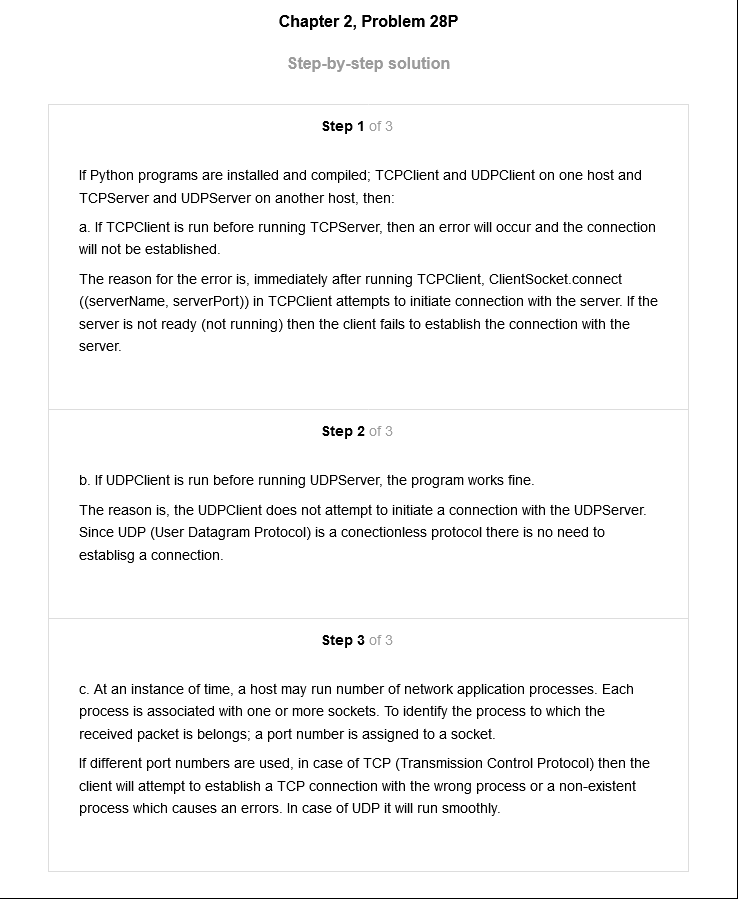 Chapter 2, Problem 28P
Step-by-step solution
Step 1 of 3
If Python programs are installed and compiled; TCPClient and UDPClient on one host and
TCPServer and UDPServer on another host, then:
a. If TCPClient is run before running TCPServer, then an error will occur and the connection
will not be established.
The reason for the error is, immediately after running TCPClient, ClientSocket.connect
((serverName, serverPort)) in TCPClient attempts to initiate connection with the server. If the
server is not ready (not running) then the client fails to establish the connection with the
server.
Step 2 of 3
b. If UDPClient is run before running UDPServer, the program works fine.
The reason is, the UDPClient does not attempt to initiate a connection with the UDPServer.
Since UDP (User Datagram Protocol) is a conectionless protocol there is no need to
establisg a connection.
Step 3 of 3
c. At an instance of time, a host may run number of network application processes. Each
process is associated with one or more sockets. To identify the process to which the
received packet is belongs; a port number is assigned to a socket.
If different port numbers are used, in case of TCP (Transmission Control Protocol) then the
client will attempt to establish a TCP connection with the wrong process or a non-existent
process which causes an errors. In case of UDP it will run smoothly.